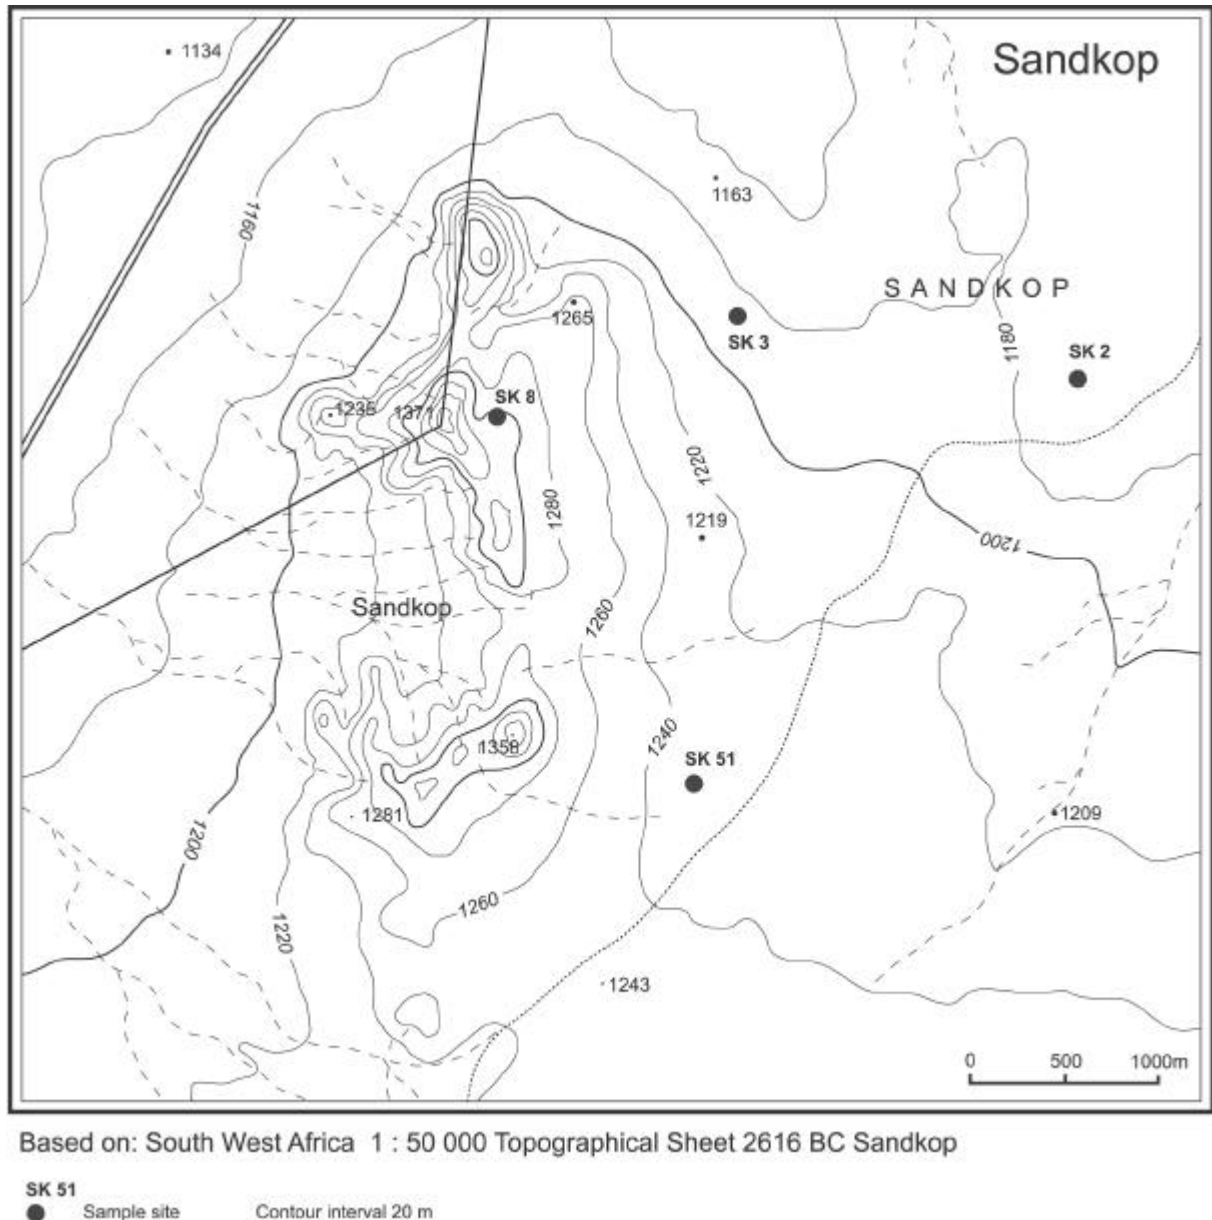 Sandkop
1134
1160
1163
SANDKOP
1265
SK 3
1180
SK 2
1235
1371
SK 8
1220
1280
1219
1200
Sandkop
1260
1240
1358
SK 51
1281
1209
1200
1260
1220
1243
0 500 1000m
Based on: South West Africa 1 : 50 000 Topographical Sheet 2616 BC Sandkop
SK 51
Sample site Contour interval 20 m